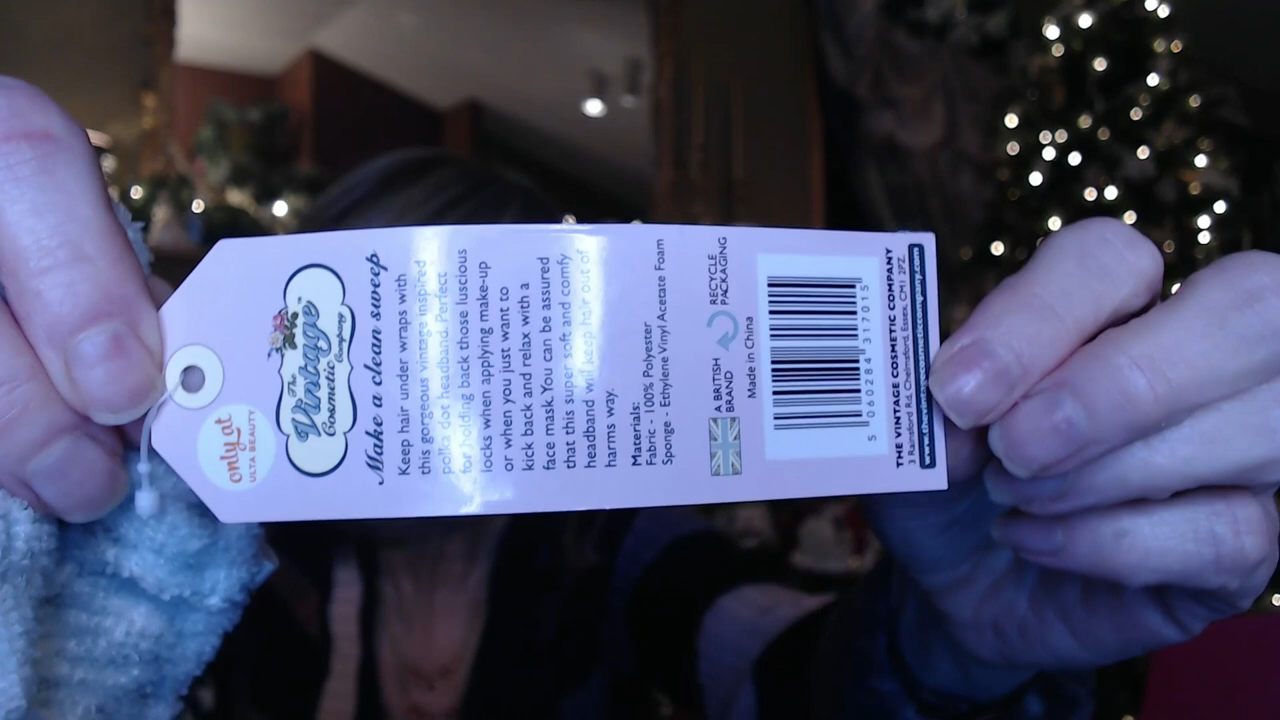 only at
ULTA BEAUTY
The
Vintage™
Cosmetic
Company
Make a clean sweep
Keep hair under wraps with
this gorgeous vintage inspired
polka dot headband. Perfect
for holding back those luscious
locks when applying make-up
or when you just want to
kick back and relax with a
face mask. You can be assured
that this super soft and comfy
headband will keep hair out of
harms way.
Materials:
Fabric - 100% Polyester
Sponge - Ethylene Vinyl Acetate Foam
A BRITISH
BRAND
RECYCLE
PACKAGING
Made in China
5 060284 317015
THE VINTAGE COSMETIC COMPANY
3 Rainsford Rd, Chelmsford, Essex, CM1 2PZ.
www.thevintagecosmeticcompany.com